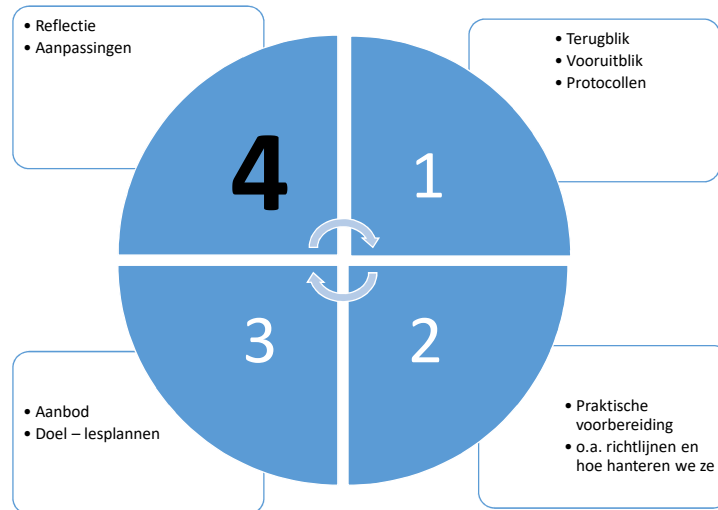 • Reflectie
• Aanpassingen
• Terugblik
• Vooruitblik
• Protocollen
4
1
3
2
• Aanbod
• Doel – lesplannen
• Praktische
voorbereiding
• o.a. richtlijnen en
hoe hanteren we ze